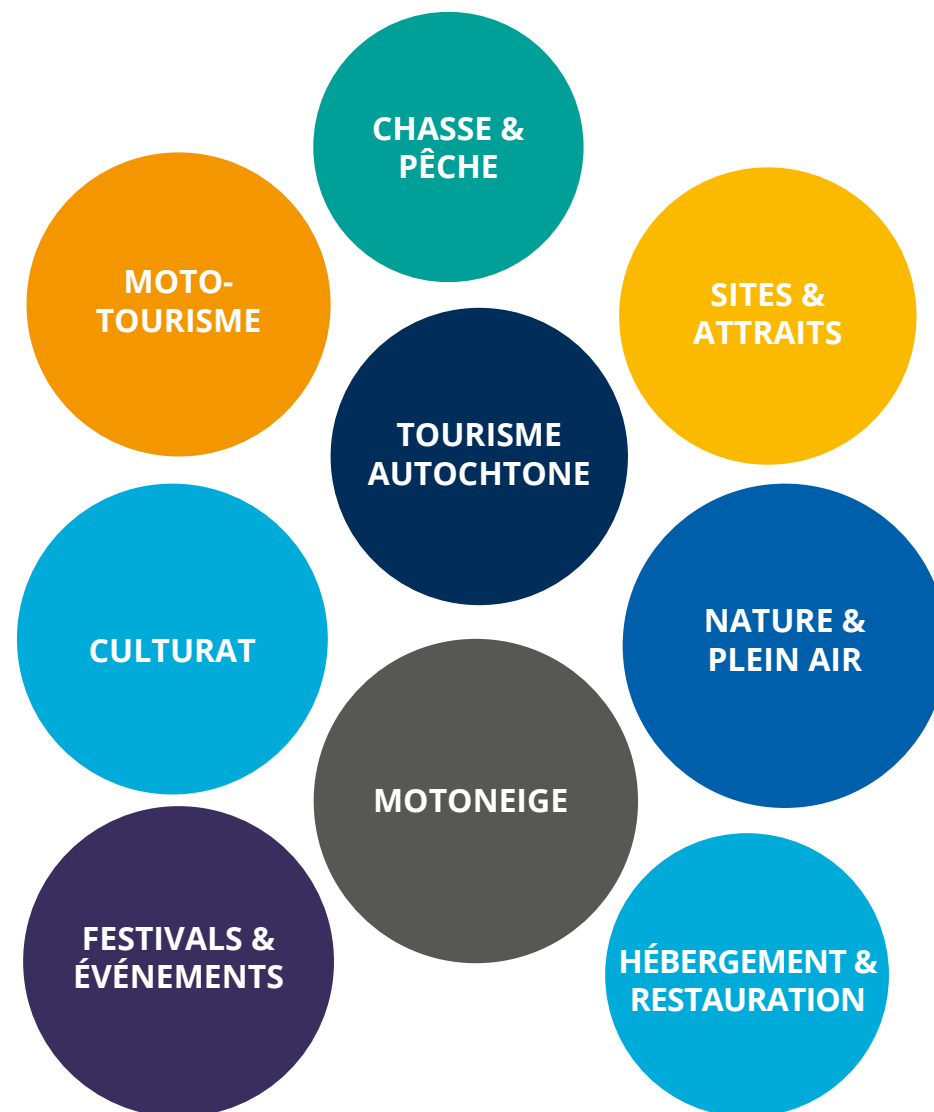 CHASSE &
PÊCHE
MOTO-
TOURISME
SITES &
ATTRAITS
TOURISME
AUTOCHTONE
CULTURAT
NATURE &
PLEIN AIR
MOTONEIGE
FESTIVALS &
ÉVÉNEMENTS
HÉBERGEMENT &
RESTAURATION